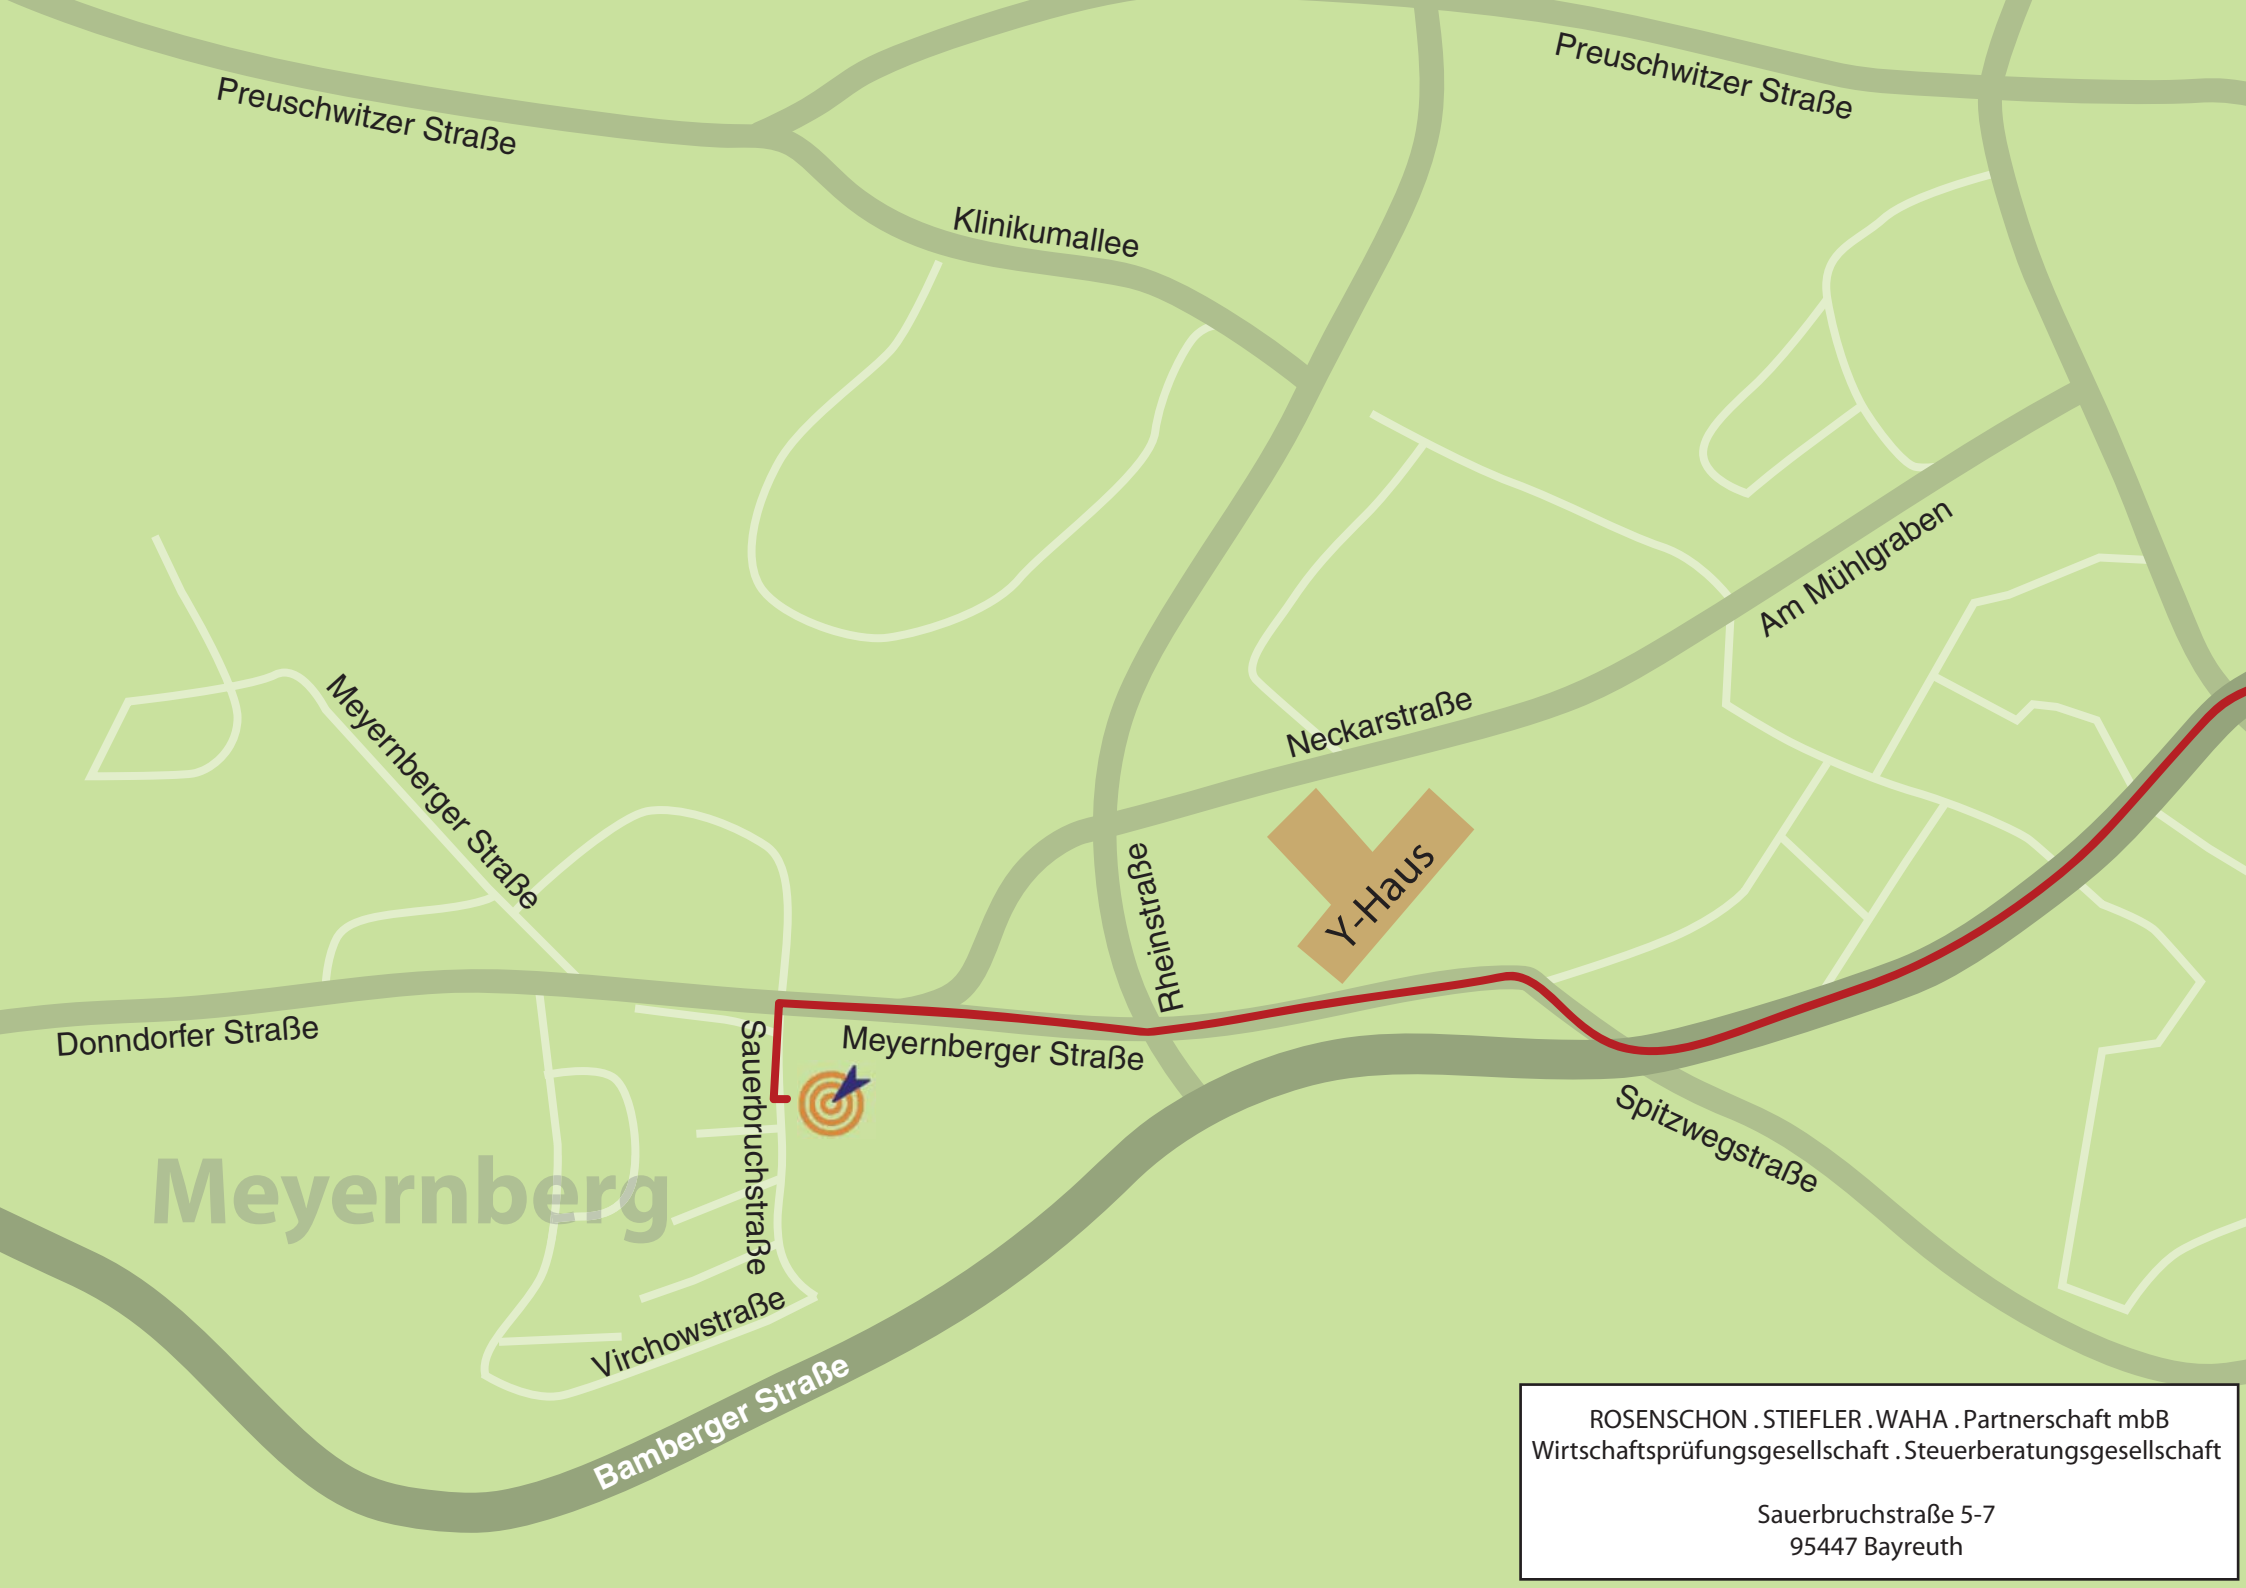 Preuschwitzer Straße
Preuschwitzer Straße
Klinikumallee
Am Mühlgraben
Meyernberger Straße
Neckarstraße
Y-Haus
Rheinstraße
Donndorfer Straße
Meyernberger Straße
Sauerbruchstraße
Spitzwegstraße
Meyernberg
Virchowstraße
Bamberger Straße
ROSENSCHON . STIEFLER . WAHA . Partnerschaft mbB
Wirtschaftsprüfungsgesellschaft . Steuerberatungsgesellschaft
Sauerbruchstraße 5-7
95447 Bayreuth